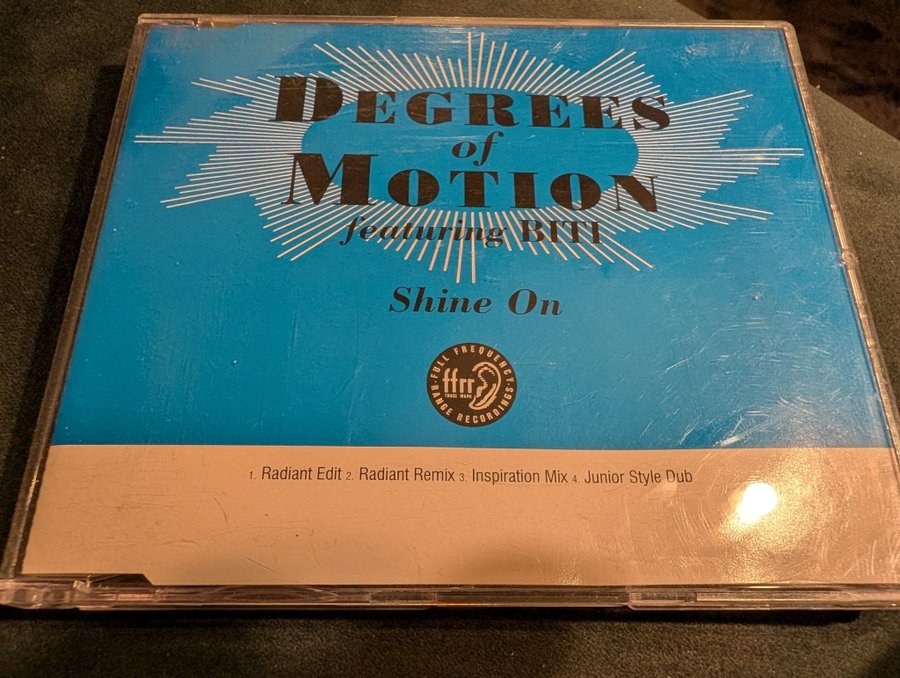 DEGREES
of
MOTION
featuring BITI
Shine On
· FULL FREQUENCY ·
ffrr
TRADE MARK
RANGE RECORDINGS
1. Radiant Edit 2. Radiant Remix 3. Inspiration Mix 4. Junior Style Dub